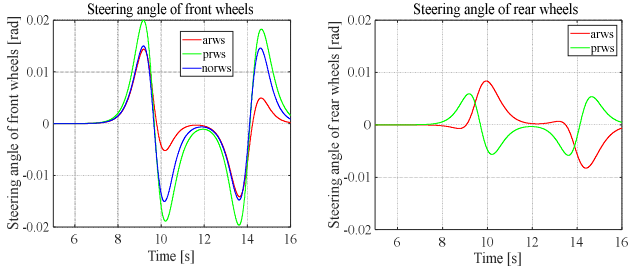 Steering angle of front wheels
Steering angle of front wheels [rad]
0.02
0.01
0
-0.01
-0.02
arws
prws
norws
6
8
10
12
14
16
Time [s]
Steering angle of rear wheels
Steering angle of rear wheels [rad]
0.02
0.01
0
-0.01
-0.02
arws
prws
6
8
10
12
14
16
Time [s]